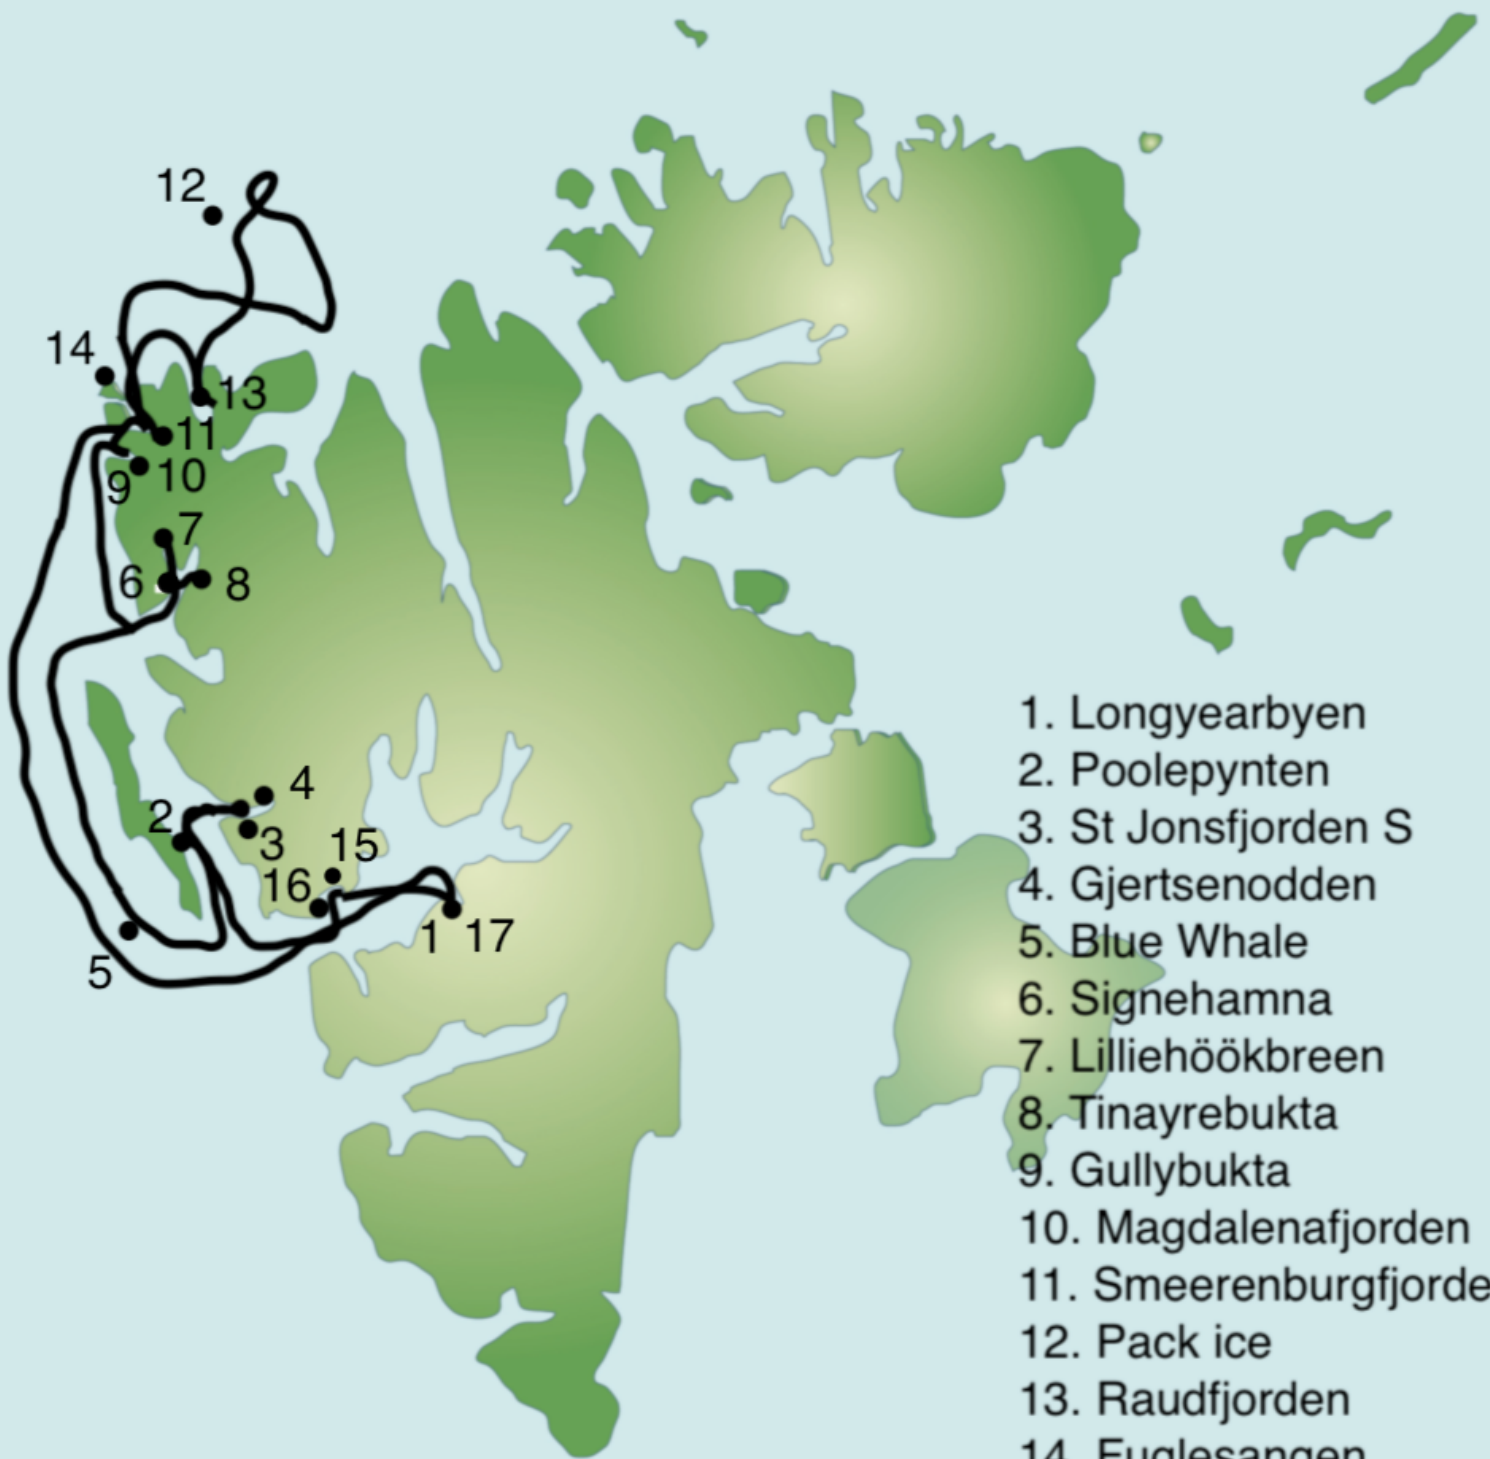 12
14
13
11
9
10
7
6
8
4
2
3
15
16
1
17
5
1. Longyearbyen
2. Poolepynten
3. St Jonsfjorden S
4. Gjertsenodden
5. Blue Whale
6. Signehamna
7. Lilliehöökbreen
8. Tinayrebukta
9. Gullybukta
10. Magdalenafjorden
11. Smeerenburgfjorde
12. Pack ice
13. Raudfjorden
14. Fuglesangen